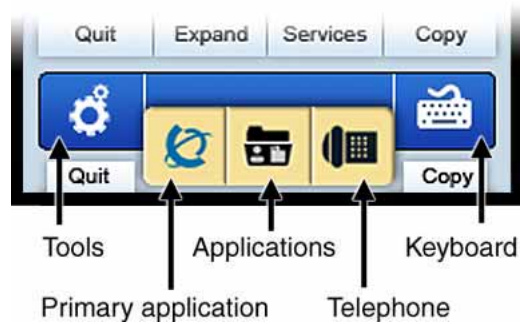 Quit Expand Services Copy
Quit Copy
Tools Applications Keyboard
Primary application Telephone